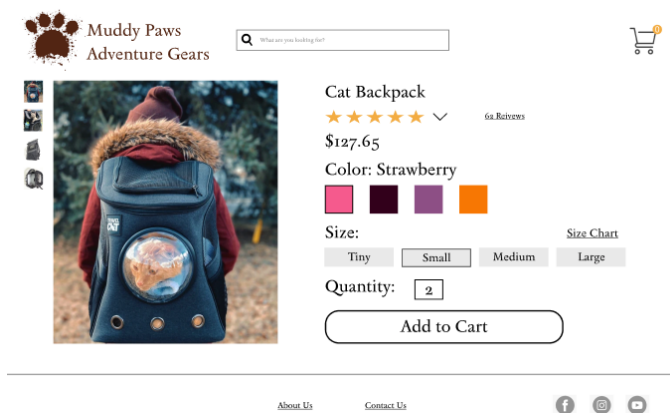 Muddy Paws
Adventure Gears
What are you looking for?
0
Cat Backpack
62 Reivews
$127.65
Color: Strawberry
Size:
Size Chart
Tiny Small Medium Large
Quantity: 2
Add to Cart
About Us Contact Us